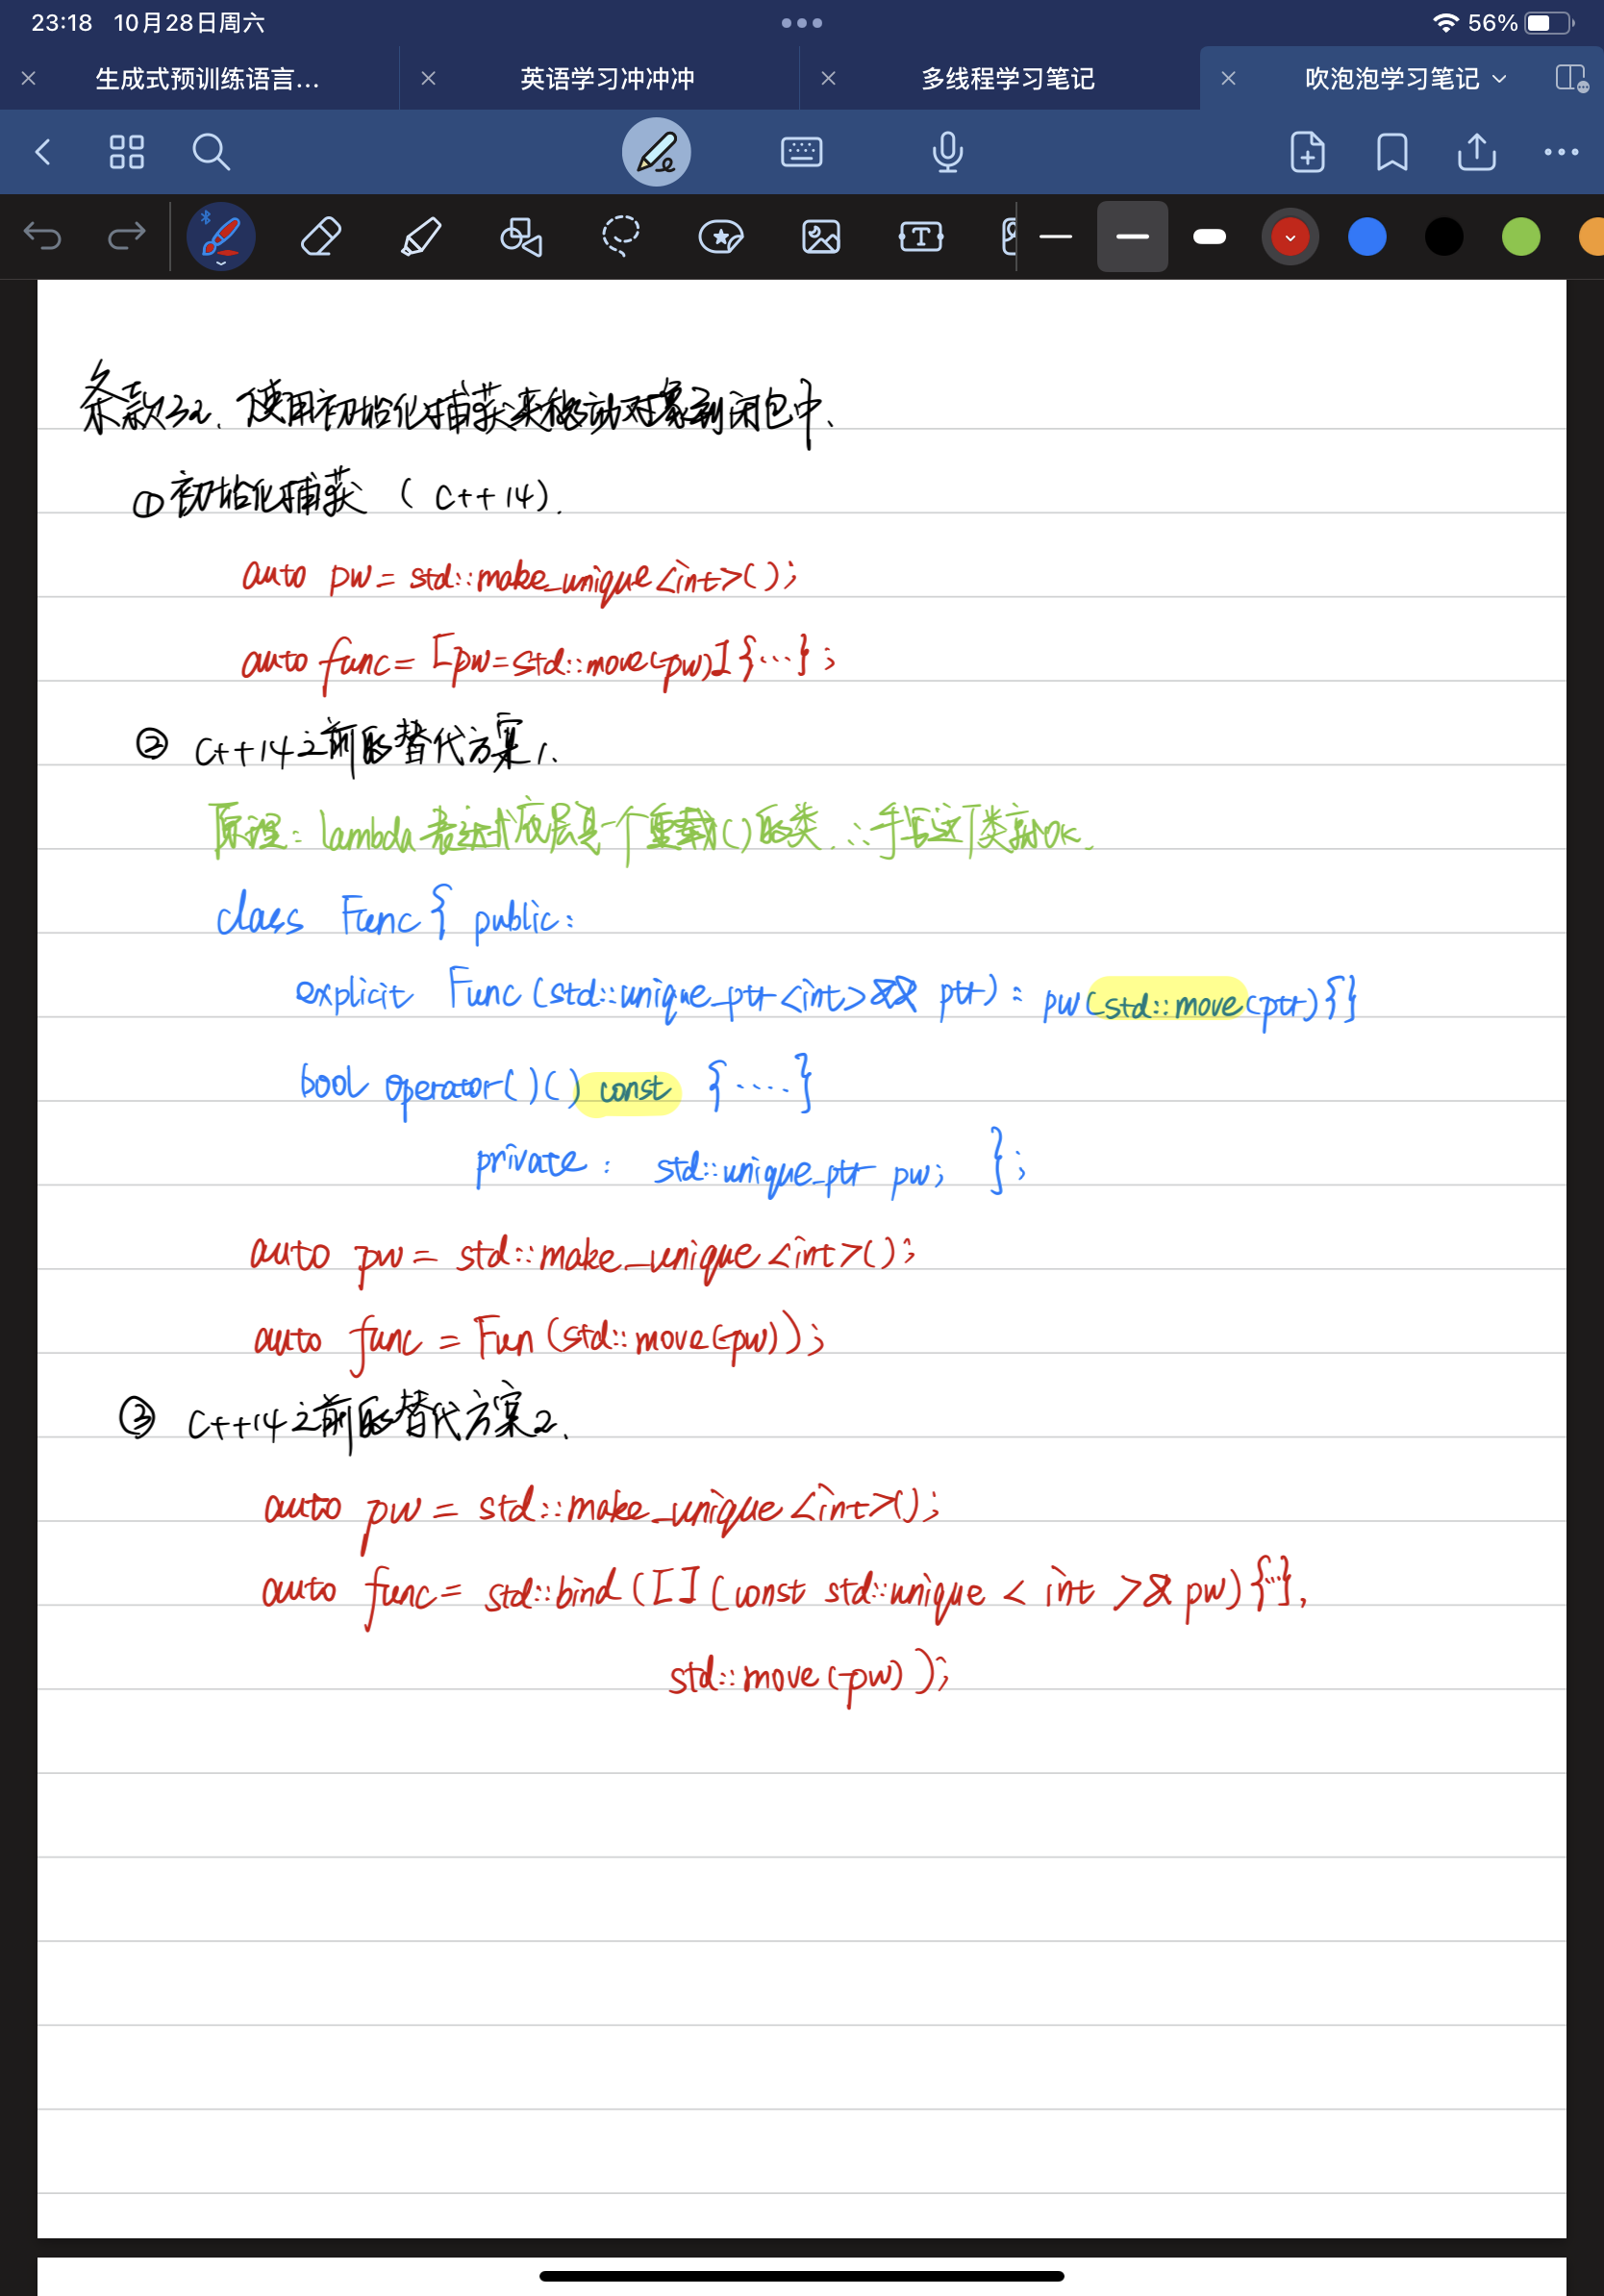 23:18 10月28日周六 56%
生成式预训练语言... 英语学习冲冲冲 多线程学习笔记 吹泡泡学习笔记
条款32. 使用初始化捕获来移动对象到闭包中、
①初始化捕获 ( C++14).
auto pw = std::make_unique<int>();
auto func = [pw=std::move(pw)]{...};
② C++14之前的替代方案1、
原理: lambda表达式底层是一个重载()的类. ∴手写这个类就ok.
class Func{ public:
explicit Func(std::unique_ptr<int>&& ptr) : pw(std::move(ptr){}
bool operator()() const {....}
private: std::unique_ptr pw; };
auto pw = std::make_unique<int>();
auto func = Fun(std::move(pw));
③ C++14之前的替代方案2、
auto pw = std::make_unique<int>();
auto func = std::bind([](const std::unique<int>& pw){...},
std::move(pw));